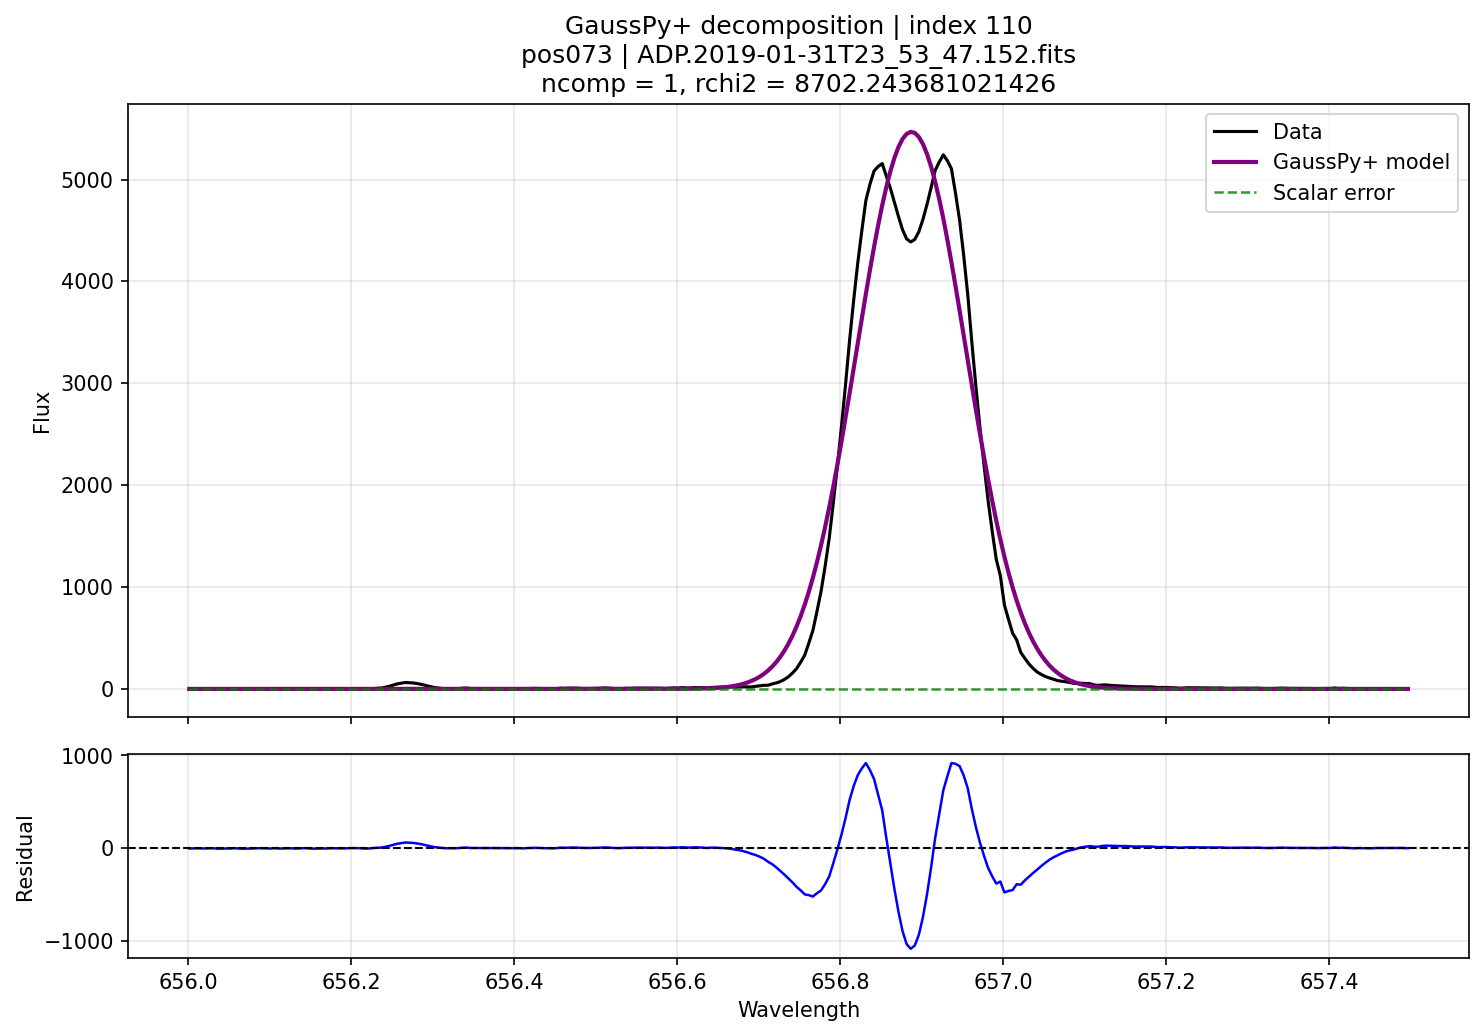 GaussPy+ decomposition | index 110
pos073 | ADP.2019-01-31T23_53_47.152.fits
ncomp = 1, rchi2 = 8702.243681021426
Data
GaussPy+ model
Scalar error
Flux
5000
4000
3000
2000
1000
0
Residual
1000
0
−1000
656.0 656.2 656.4 656.6 656.8 657.0 657.2 657.4
Wavelength